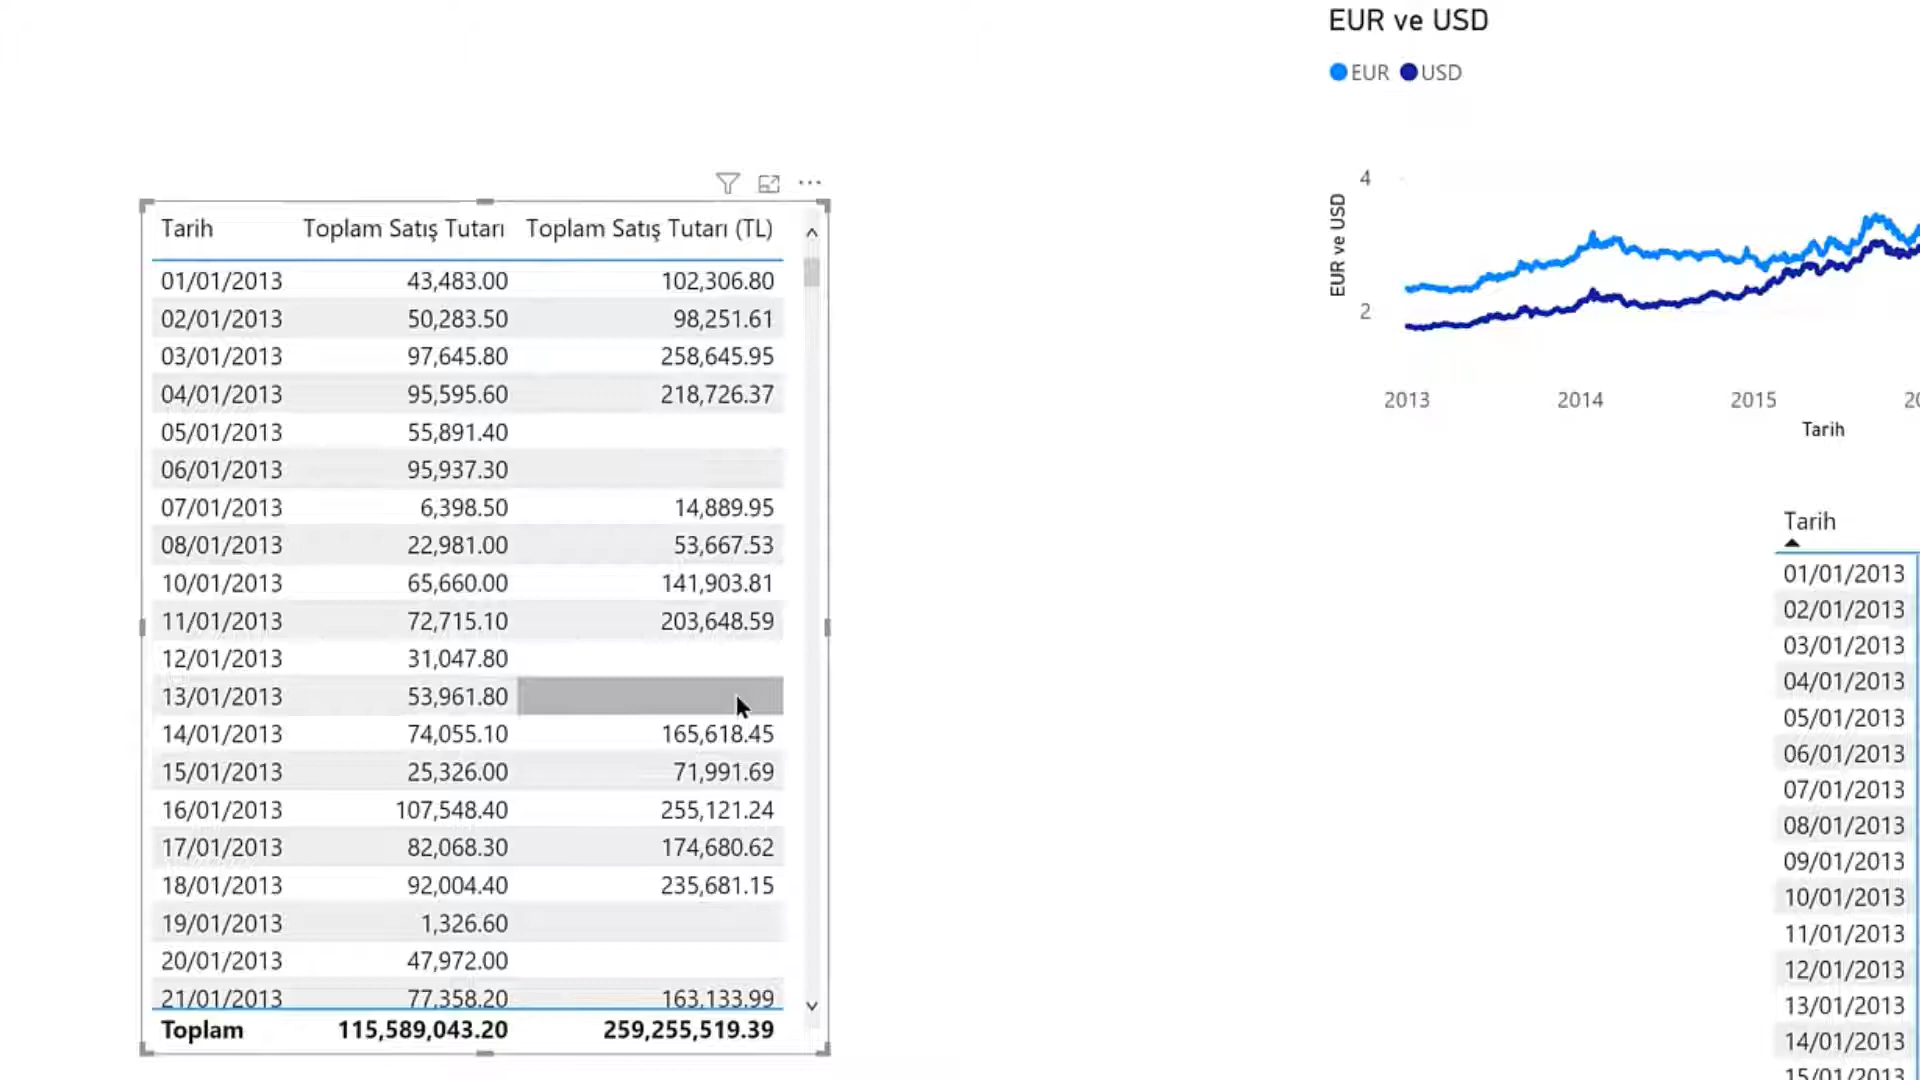 EUR ve USD
EUR USD
4
EUR ve USD
2
2013 2014 2015
Tarih
Tarih Toplam Satış Tutarı Toplam Satış Tutarı (TL)
01/01/2013 43,483.00 102,306.80
02/01/2013 50,283.50 98,251.61
03/01/2013 97,645.80 258,645.95
04/01/2013 95,595.60 218,726.37
05/01/2013 55,891.40
06/01/2013 95,937.30
07/01/2013 6,398.50 14,889.95
08/01/2013 22,981.00 53,667.53
10/01/2013 65,660.00 141,903.81
11/01/2013 72,715.10 203,648.59
12/01/2013 31,047.80
13/01/2013 53,961.80
14/01/2013 74,055.10 165,618.45
15/01/2013 25,326.00 71,991.69
16/01/2013 107,548.40 255,121.24
17/01/2013 82,068.30 174,680.62
18/01/2013 92,004.40 235,681.15
19/01/2013 1,326.60
20/01/2013 47,972.00
21/01/2013 77,358.20 163,133.99
Toplam 115,589,043.20 259,255,519.39
Tarih
01/01/2013
02/01/2013
03/01/2013
04/01/2013
05/01/2013
06/01/2013
07/01/2013
08/01/2013
09/01/2013
10/01/2013
11/01/2013
12/01/2013
13/01/2013
14/01/2013
15/01/2013